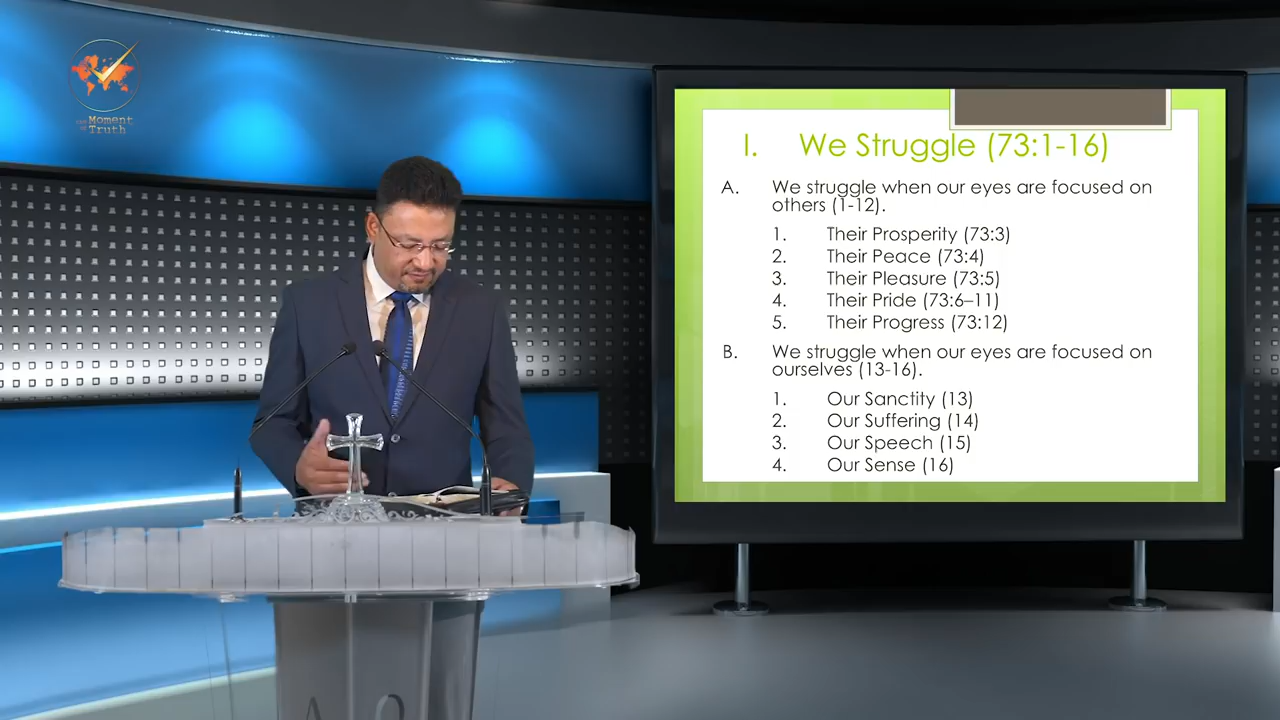 Moment
Truth
I. We Struggle (73:1-16)
A. We struggle when our eyes are focused on
others (1-12).
1. Their Prosperity (73:3)
2. Their Peace (73:4)
3. Their Pleasure (73:5)
4. Their Pride (73:6–11)
5. Their Progress (73:12)
B. We struggle when our eyes are focused on
ourselves (13-16).
1. Our Sanctity (13)
2. Our Suffering (14)
3. Our Speech (15)
4. Our Sense (16)
Α Ω